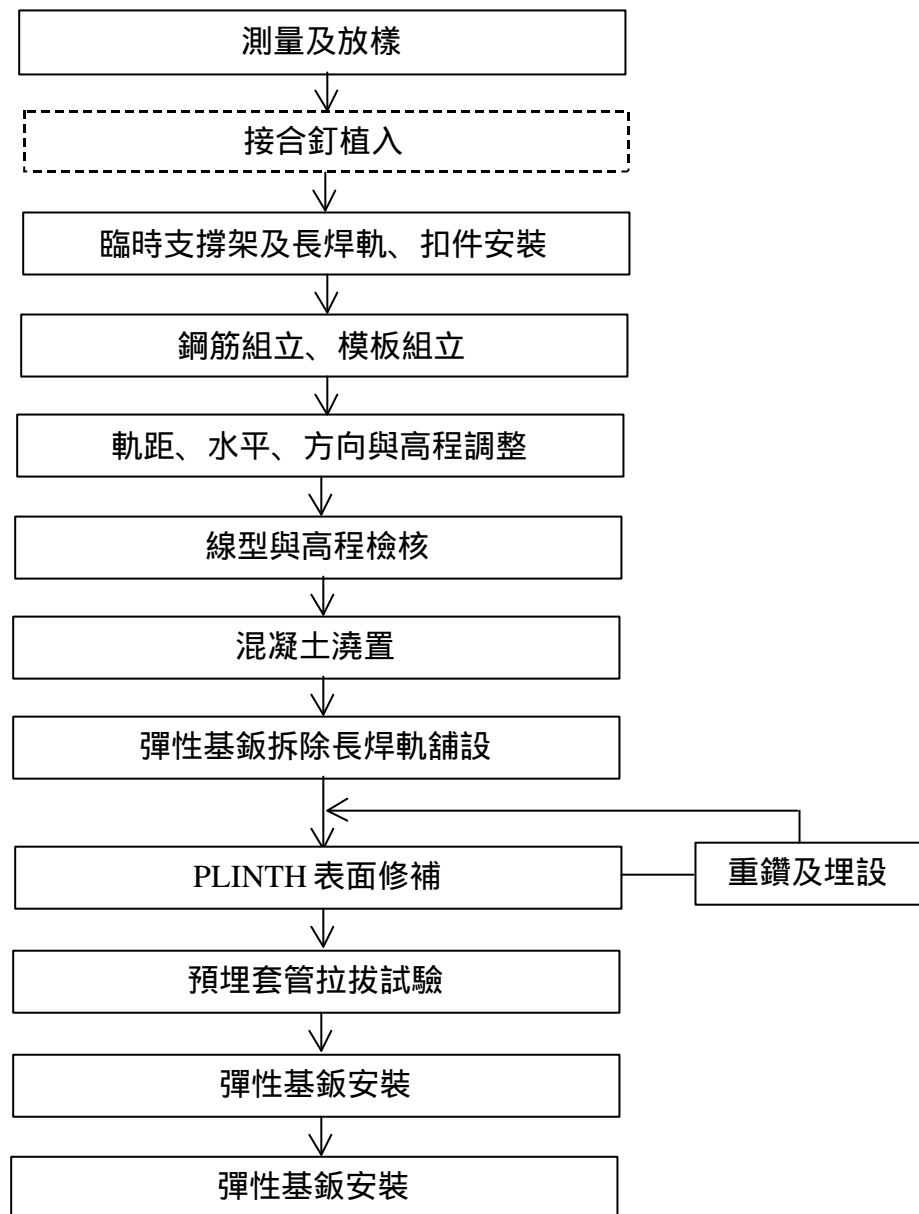 測量及放樣
接合釘植入
臨時支撐架及長焊軌、扣件安裝
鋼筋組立、模板組立
軌距、水平、方向與高程調整
線型與高程檢核
混凝土澆置
彈性基鈑拆除長焊軌舖設
PLINTH 表面修補
重鑽及埋設
預埋套管拉拔試驗
彈性基鈑安裝
彈性基鈑安裝